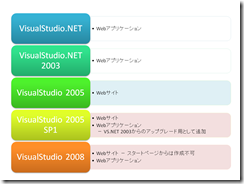 VisualStudio.NET
• Webアプリケーション
VisualStudio.NET
2003
• Webアプリケーション
VisualStudio 2005
• Webサイト
VisualStudio 2005
SP1
• Webサイト
• Webアプリケーション
– VS.NET 2003からのアップグレード用として追加
VisualStudio 2008
• Webサイト – スタートページからは作成不可
• Webアプリケーション